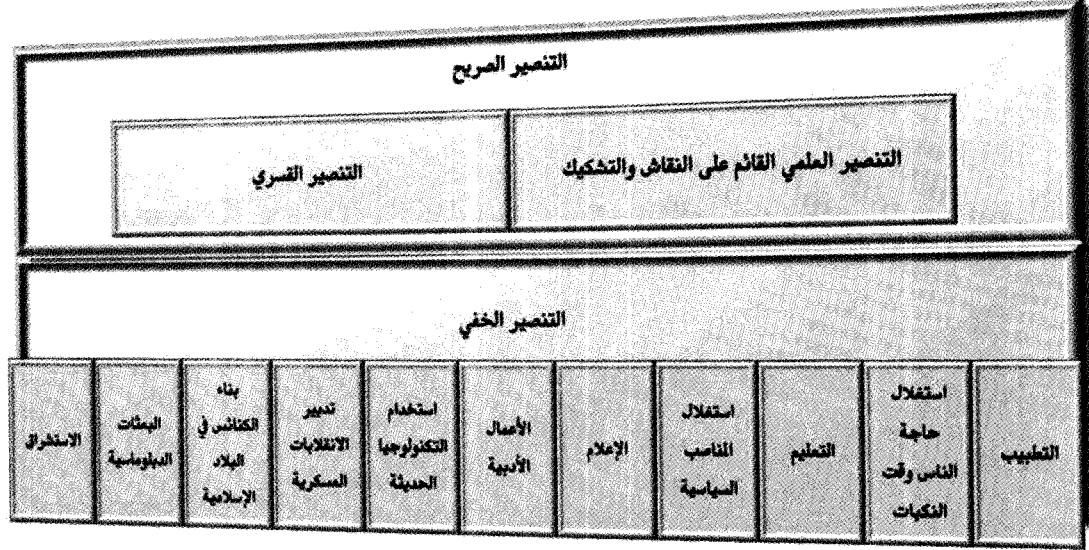 التنصير الصريح
التنصير العلمي القائم على النقاش والتشكيك
التنصير القسري
التنصير الخفي
التطبيب
استغلال
حاجة
الناس وقت
النكبات
التعليم
استغلال
المناصب
السياسية
الإعلام
الأعمال
الأدبية
استخدام
التكنولوجيا
الحديثة
تدبير
الانقلابات
العسكرية
بناء
الكنائس في
البلاد
الإسلامية
البعثات
الدبلوماسية
الاستشراق